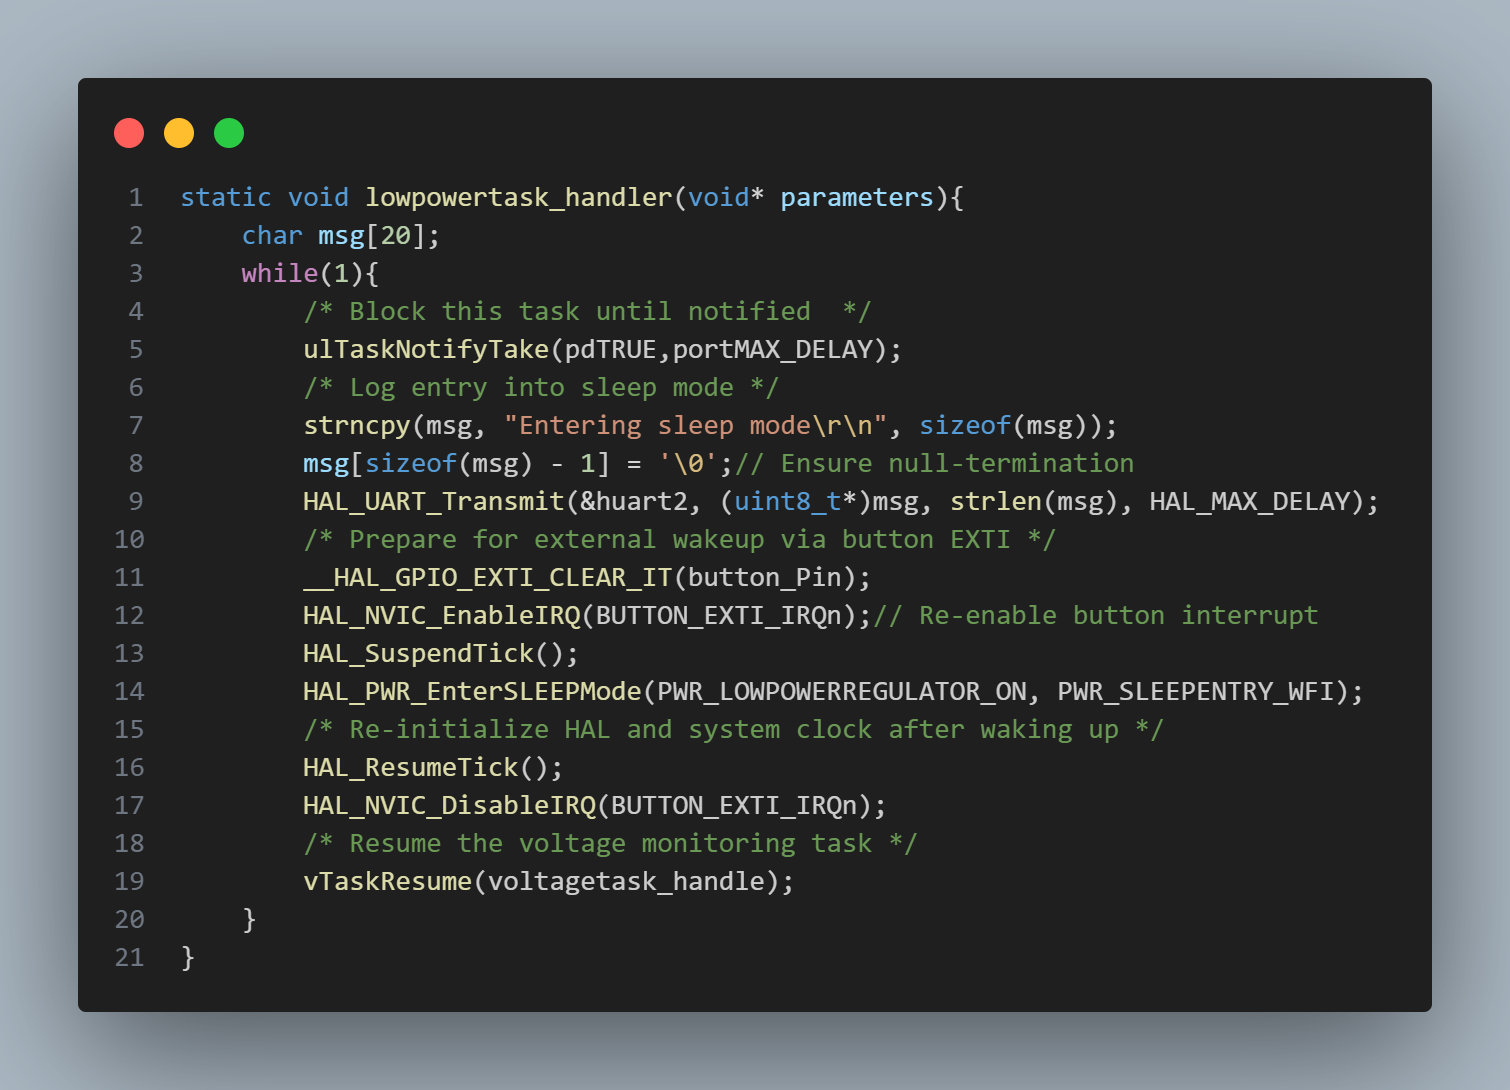 1 static void lowpowertask_handler(void* parameters){
2 char msg[20];
3 while(1){
4 /* Block this task until notified  */
5 ulTaskNotifyTake(pdTRUE,portMAX_DELAY);
6 /* Log entry into sleep mode */
7 strncpy(msg, "Entering sleep mode\r\n", sizeof(msg));
8 msg[sizeof(msg) - 1] = '\0';// Ensure null-termination
9 HAL_UART_Transmit(&huart2, (uint8_t*)msg, strlen(msg), HAL_MAX_DELAY);
10 /* Prepare for external wakeup via button EXTI */
11 __HAL_GPIO_EXTI_CLEAR_IT(button_Pin);
12 HAL_NVIC_EnableIRQ(BUTTON_EXTI_IRQn);// Re-enable button interrupt
13 HAL_SuspendTick();
14 HAL_PWR_EnterSLEEPMode(PWR_LOWPOWERREGULATOR_ON, PWR_SLEEPENTRY_WFI);
15 /* Re-initialize HAL and system clock after waking up */
16 HAL_ResumeTick();
17 HAL_NVIC_DisableIRQ(BUTTON_EXTI_IRQn);
18 /* Resume the voltage monitoring task */
19 vTaskResume(voltagetask_handle);
20 }
21 }